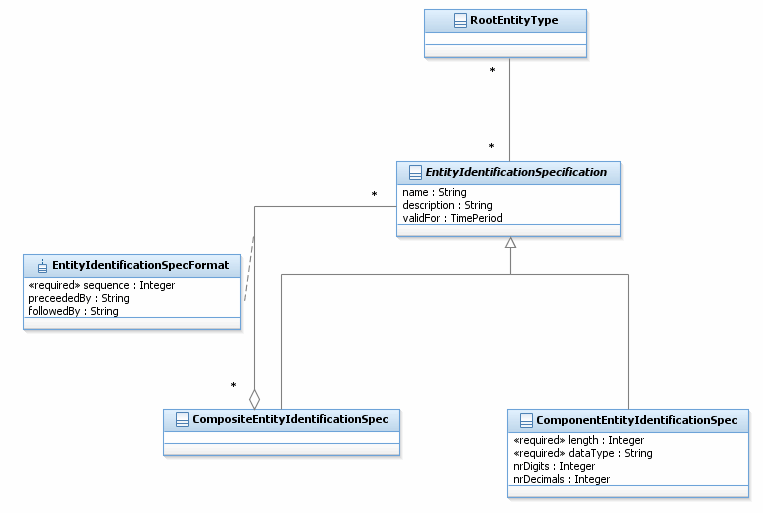 RootEntityType
*
*
EntityIdentificationSpecification
name : String
description : String
validFor : TimePeriod
*
EntityIdentificationSpecFormat
«required» sequence : Integer
preceededBy : String
followedBy : String
*
CompositeEntityIdentificationSpec
ComponentEntityIdentificationSpec
«required» length : Integer
«required» dataType : String
nrDigits : Integer
nrDecimals : Integer